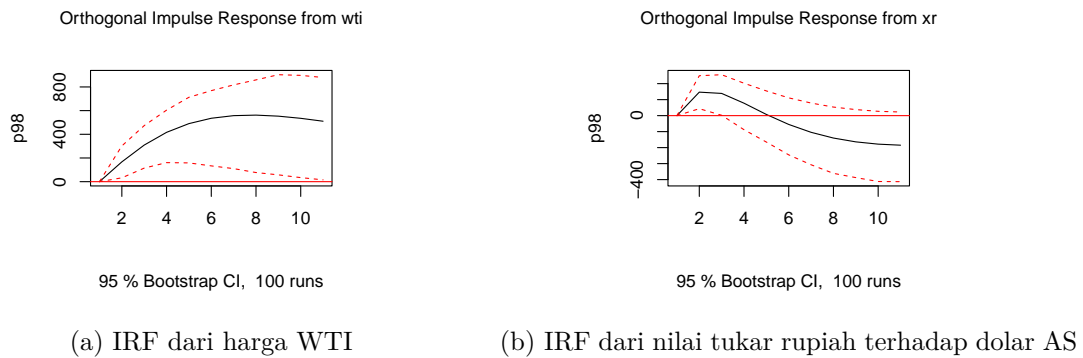 Orthogonal Impulse Response from wti
p98
0 400 800
2 4 6 8 10
95 % Bootstrap CI, 100 runs
(a) IRF dari harga WTI
Orthogonal Impulse Response from xr
p98
−400 0
2 4 6 8 10
95 % Bootstrap CI, 100 runs
(b) IRF dari nilai tukar rupiah terhadap dolar AS